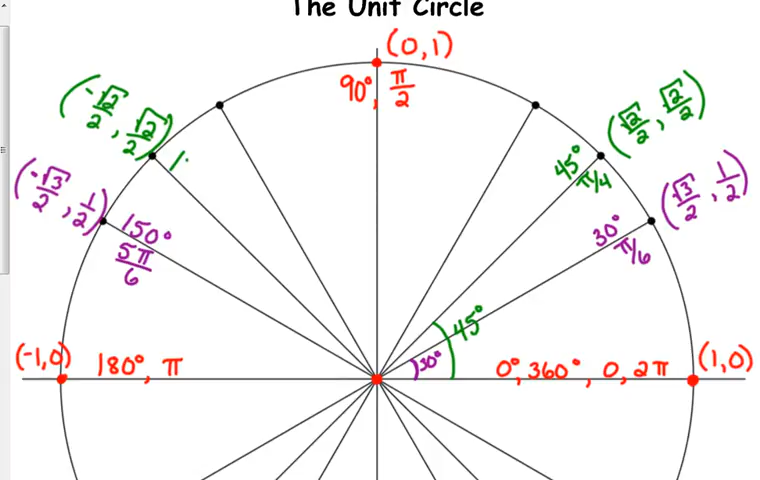 The Unit Circle
(0,1)
90°, π/2
(-√2/2, √2/2)
1
45°
π/4
(√2/2, √2/2)
(-√3/2, 1/2)
150°
5π/6
30°
π/6
(√3/2, 1/2)
45°
30°
(-1,0)
180°, π
0°, 360°, 0, 2π
(1,0)